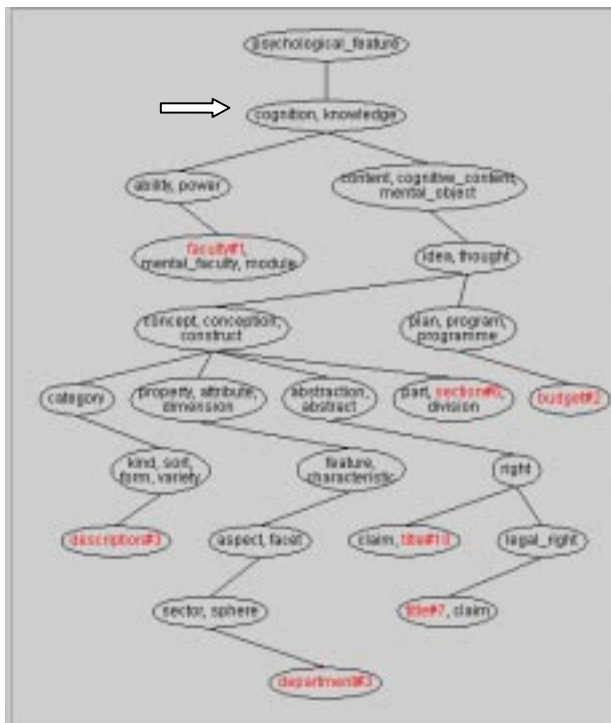 psychological_feature
cognition, knowledge
ability, power
content, cognitive_content,
mental_object
faculty#1,
mental_faculty, module
idea, thought
concept, conception,
construct
plan, program,
programme
category
property, attribute,
dimension
abstraction,
abstract
part, section#6,
division
budget#2
kind, sort,
form, variety
feature,
characteristic
right
description#3
aspect, facet
claim, title#10
legal_right
sector, sphere
title#7, claim